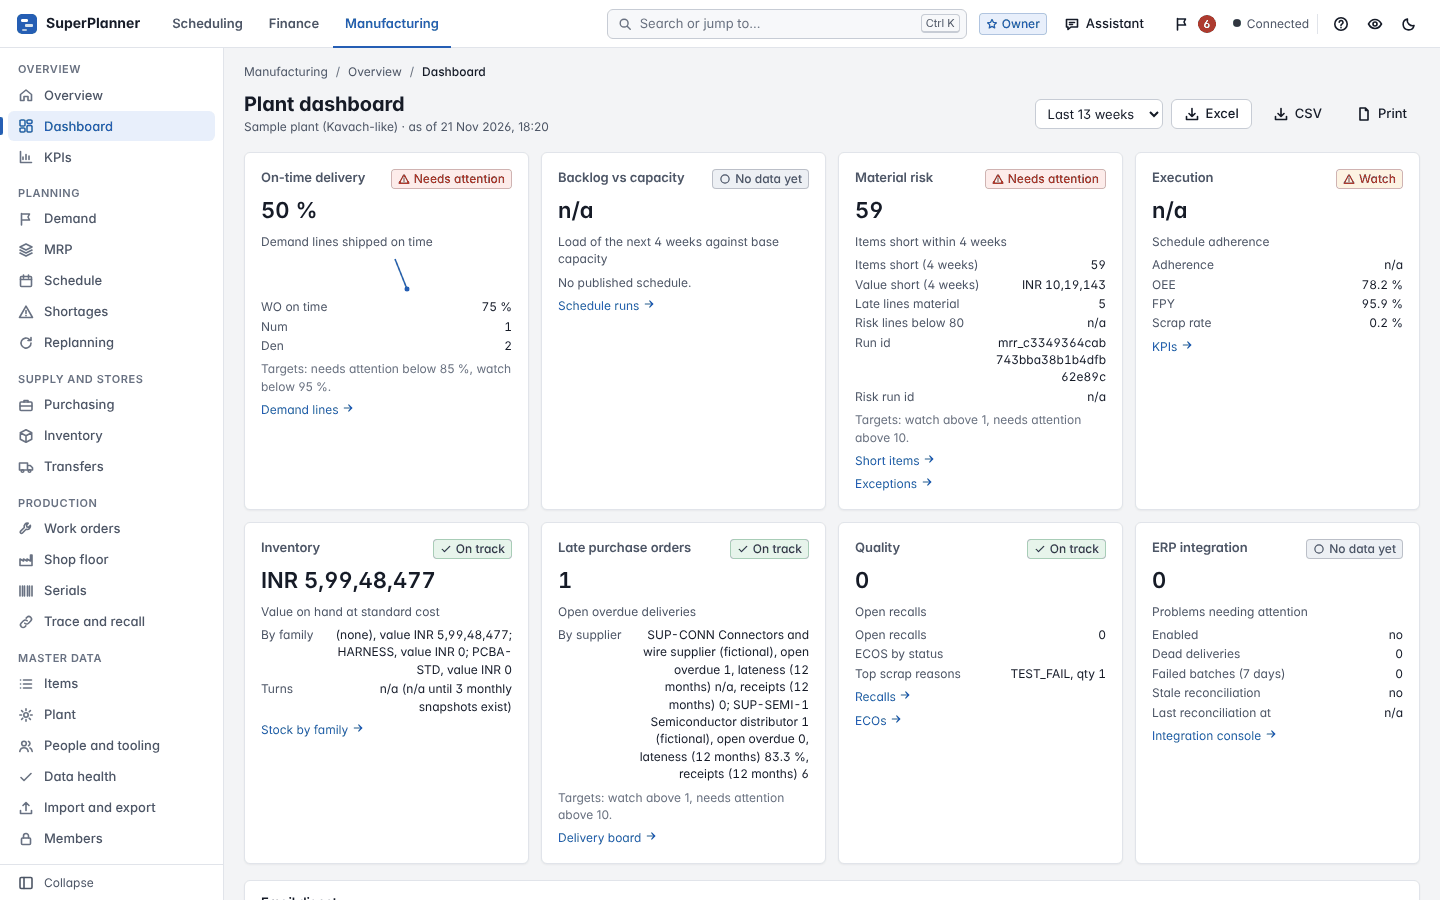 SuperPlanner
Scheduling
Finance
Manufacturing
Search or jump to...
Ctrl K
Owner
Assistant
6
Connected
OVERVIEW
Overview
Dashboard
KPIs
PLANNING
Demand
MRP
Schedule
Shortages
Replanning
SUPPLY AND STORES
Purchasing
Inventory
Transfers
PRODUCTION
Work orders
Shop floor
Serials
Trace and recall
MASTER DATA
Items
Plant
People and tooling
Data health
Import and export
Members
Collapse
Manufacturing / Overview / Dashboard
Plant dashboard
Sample plant (Kavach-like) · as of 21 Nov 2026, 18:20
Last 13 weeks
Excel
CSV
Print
On-time delivery
Needs attention
50 %
Demand lines shipped on time
WO on time 75 %
Num 1
Den 2
Targets: needs attention below 85 %, watch
below 95 %.
Demand lines →
Backlog vs capacity
No data yet
n/a
Load of the next 4 weeks against base
capacity
No published schedule.
Schedule runs →
Material risk
Needs attention
59
Items short within 4 weeks
Items short (4 weeks) 59
Value short (4 weeks) INR 10,19,143
Late lines material 5
Risk lines below 80 n/a
Run id mrr_c3349364cab
743bba38b1b4dfb
62e89c
Risk run id n/a
Targets: watch above 1, needs attention
above 10.
Short items →
Exceptions →
Execution
Watch
n/a
Schedule adherence
Adherence n/a
OEE 78.2 %
FPY 95.9 %
Scrap rate 0.2 %
KPIs →
Inventory
On track
INR 5,99,48,477
Value on hand at standard cost
By family (none), value INR 5,99,48,477;
HARNESS, value INR 0; PCBA-
STD, value INR 0
Turns n/a (n/a until 3 monthly
snapshots exist)
Stock by family →
Late purchase orders
On track
1
Open overdue deliveries
By supplier SUP-CONN Connectors and
wire supplier (fictional), open
overdue 1, lateness (12
months) n/a, receipts (12
months) 0; SUP-SEMI-1
Semiconductor distributor 1
(fictional), open overdue 0,
lateness (12 months) 83.3 %,
receipts (12 months) 6
Targets: watch above 1, needs attention
above 10.
Delivery board →
Quality
On track
0
Open recalls
Open recalls 0
ECOS by status
Top scrap reasons TEST_FAIL, qty 1
Recalls →
ECOs →
ERP integration
No data yet
0
Problems needing attention
Enabled no
Dead deliveries 0
Failed batches (7 days) 0
Stale reconciliation no
Last reconciliation at n/a
Integration console →